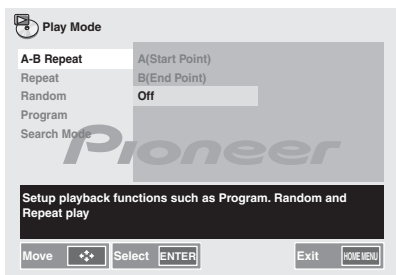 Play Mode
A-B Repeat A(Start Point)
Repeat B(End Point)
Random Off
Program
Search Mode
Pioneer
Setup playback functions such as Program. Random and
Repeat play
Move Select ENTER Exit HOME MENU